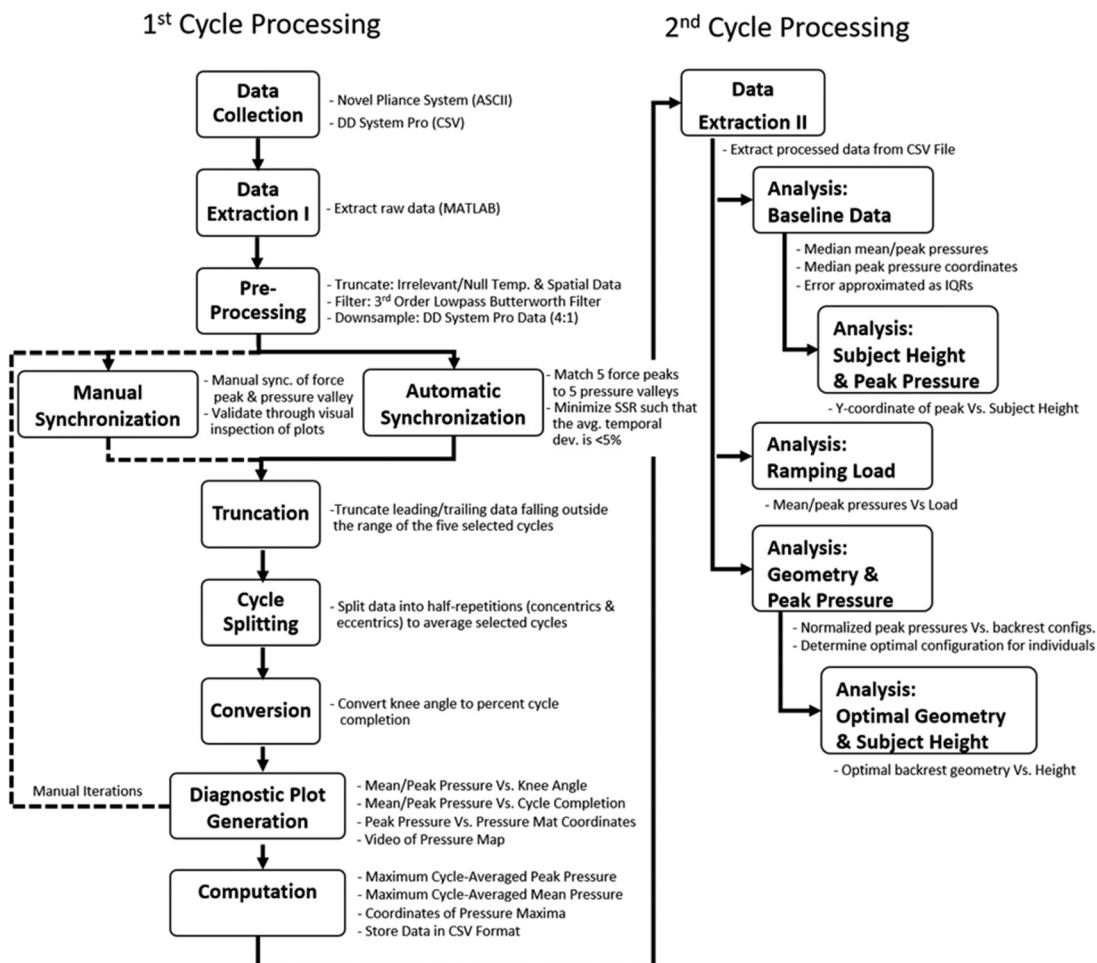 1st Cycle Processing
Data
Collection
- Novel Pliance System (ASCII)
- DD System Pro (CSV)
Data
Extraction I
- Extract raw data (MATLAB)
Pre-
Processing
- Truncate: Irrelevant/Null Temp. & Spatial Data
- Filter: 3rd Order Lowpass Butterworth Filter
- Downsample: DD System Pro Data (4:1)
Manual
Synchronization
- Manual sync. of force
peak & pressure valley
- Validate through visual
inspection of plots
Automatic
Synchronization
- Match 5 force peaks
to 5 pressure valleys
- Minimize SSR such that
the avg. temporal
dev. is <5%
Truncation
-Truncate leading/trailing data falling outside
the range of the five selected cycles
Cycle
Splitting
- Split data into half-repetitions (concentrics &
eccentrics) to average selected cycles
Conversion
- Convert knee angle to percent cycle
completion
Manual Iterations
Diagnostic Plot
Generation
- Mean/Peak Pressure Vs. Knee Angle
- Mean/Peak Pressure Vs. Cycle Completion
- Peak Pressure Vs. Pressure Mat Coordinates
- Video of Pressure Map
Computation
- Maximum Cycle-Averaged Peak Pressure
- Maximum Cycle-Averaged Mean Pressure
- Coordinates of Pressure Maxima
- Store Data in CSV Format
2nd Cycle Processing
Data
Extraction II
- Extract processed data from CSV File
Analysis:
Baseline Data
- Median mean/peak pressures
- Median peak pressure coordinates
- Error approximated as IQRs
Analysis:
Subject Height
& Peak Pressure
- Y-coordinate of peak Vs. Subject Height
Analysis:
Ramping Load
- Mean/peak pressures Vs Load
Analysis:
Geometry &
Peak Pressure
- Normalized peak pressures Vs. backrest configs.
- Determine optimal configuration for individuals
Analysis:
Optimal Geometry
& Subject Height
- Optimal backrest geometry Vs. Height